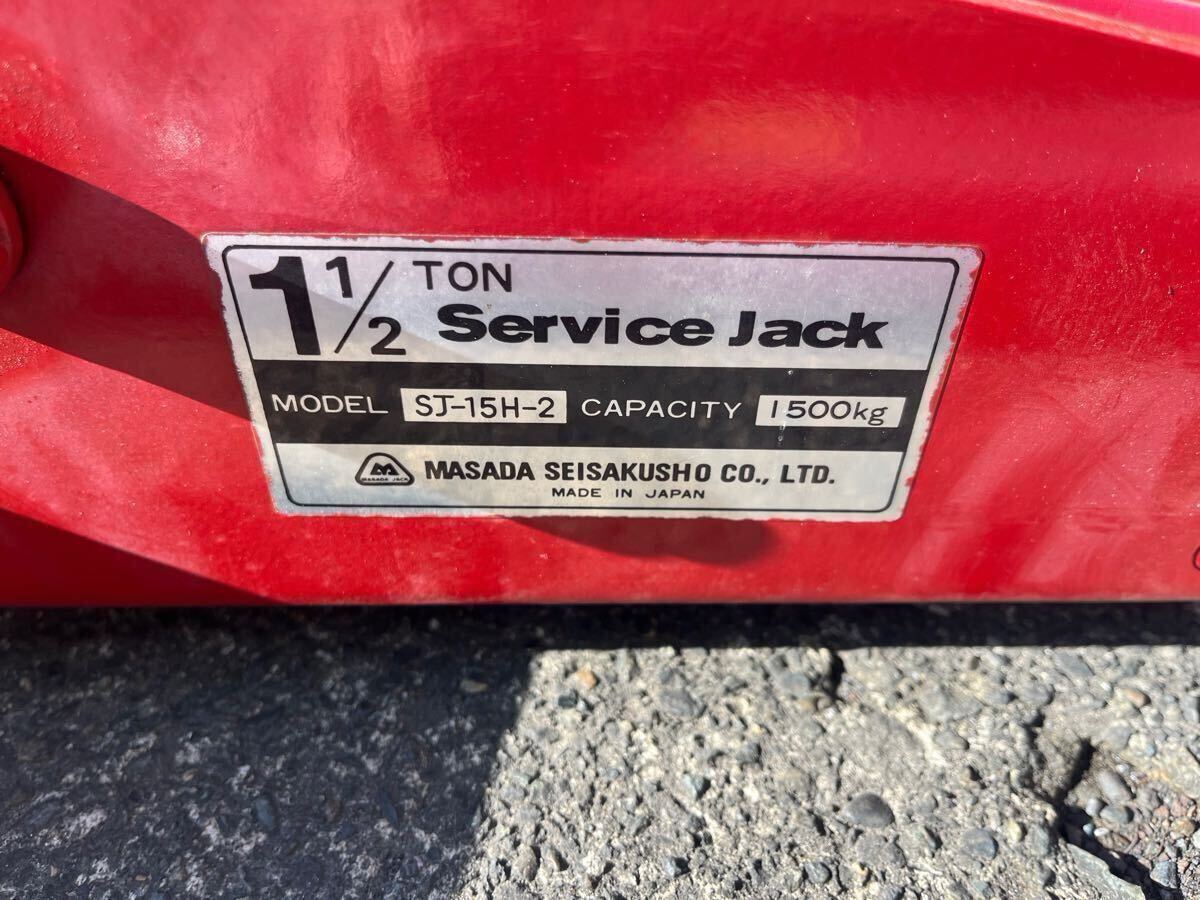 1 1/2 TON
Service Jack
MODEL SJ-15H-2 CAPACITY 1500kg
M MASADA JACK MASADA SEISAKUSHO CO., LTD.
MADE IN JAPAN